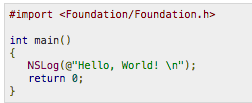 #import <Foundation/Foundation.h>
int main()
{
NSLog(@"Hello, World! \n");
return 0;
}